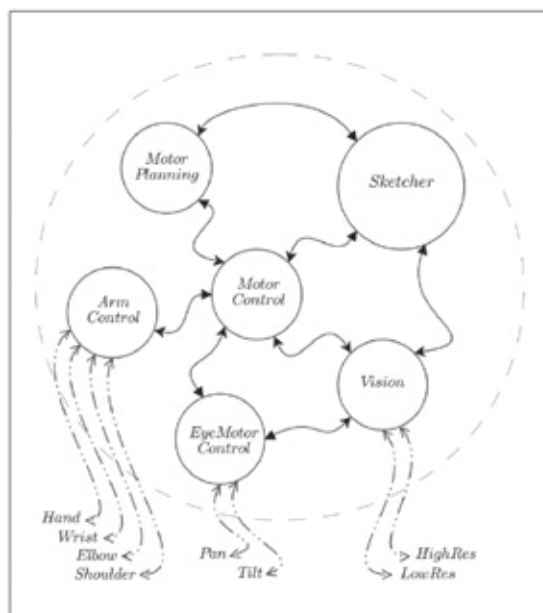 Motor
Planning
Sketcher
Motor
Control
Arm
Control
Vision
EyeMotor
Control
Hand
Wrist
Elbow
Shoulder
Pan
Tilt
HighRes
LowRes